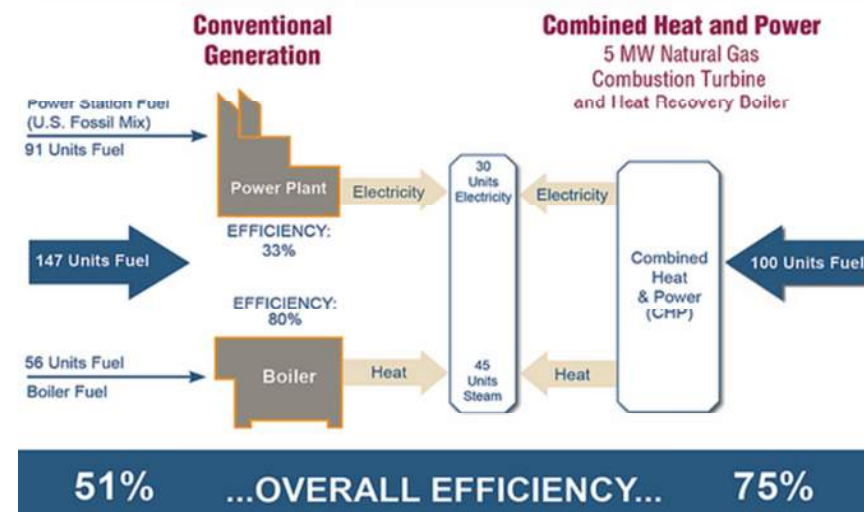 Conventional
Generation
Combined Heat and Power
5 MW Natural Gas
Combustion Turbine
and Heat Recovery Boiler
Power Station Fuel
(U.S. Fossil Mix)
91 Units Fuel
Power Plant
Electricity
30
Units
Electricity
Electricity
EFFICIENCY:
33%
147 Units Fuel
Combined
Heat
& Power
(CHP)
100 Units Fuel
EFFICIENCY:
80%
56 Units Fuel
Boiler Fuel
Boiler
Heat
45
Units
Steam
Heat
51% ...OVERALL EFFICIENCY... 75%